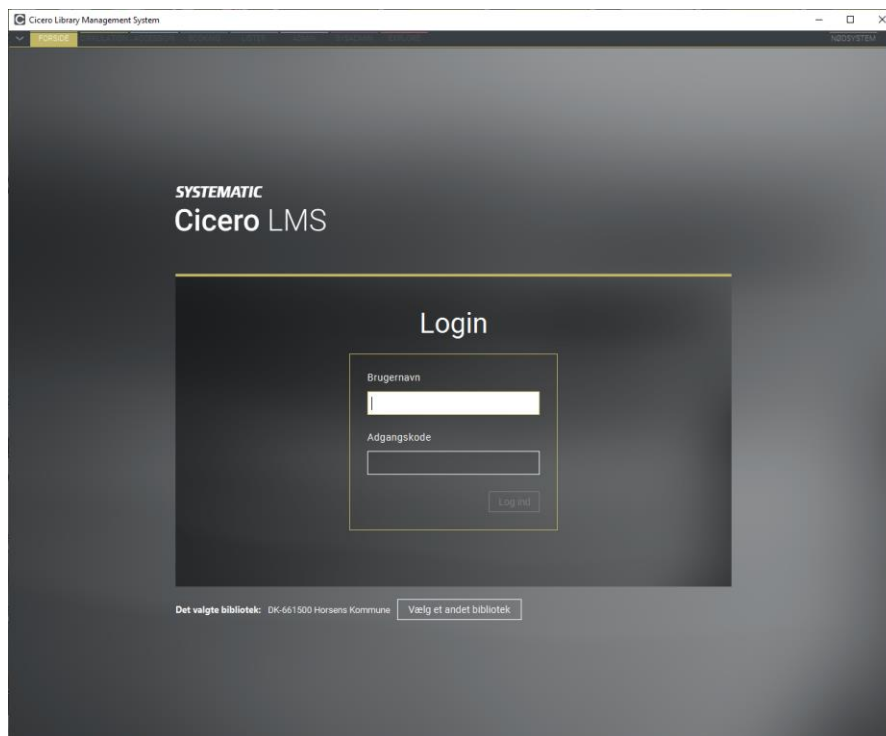 Cicero Library Management System
FORSIDE
NØDSYSTEM
SYSTEMATIC
Cicero LMS
Login
Brugernavn
Adgangskode
Log ind
Det valgte bibliotek: DK-661500 Horsens Kommune Vælg et andet bibliotek